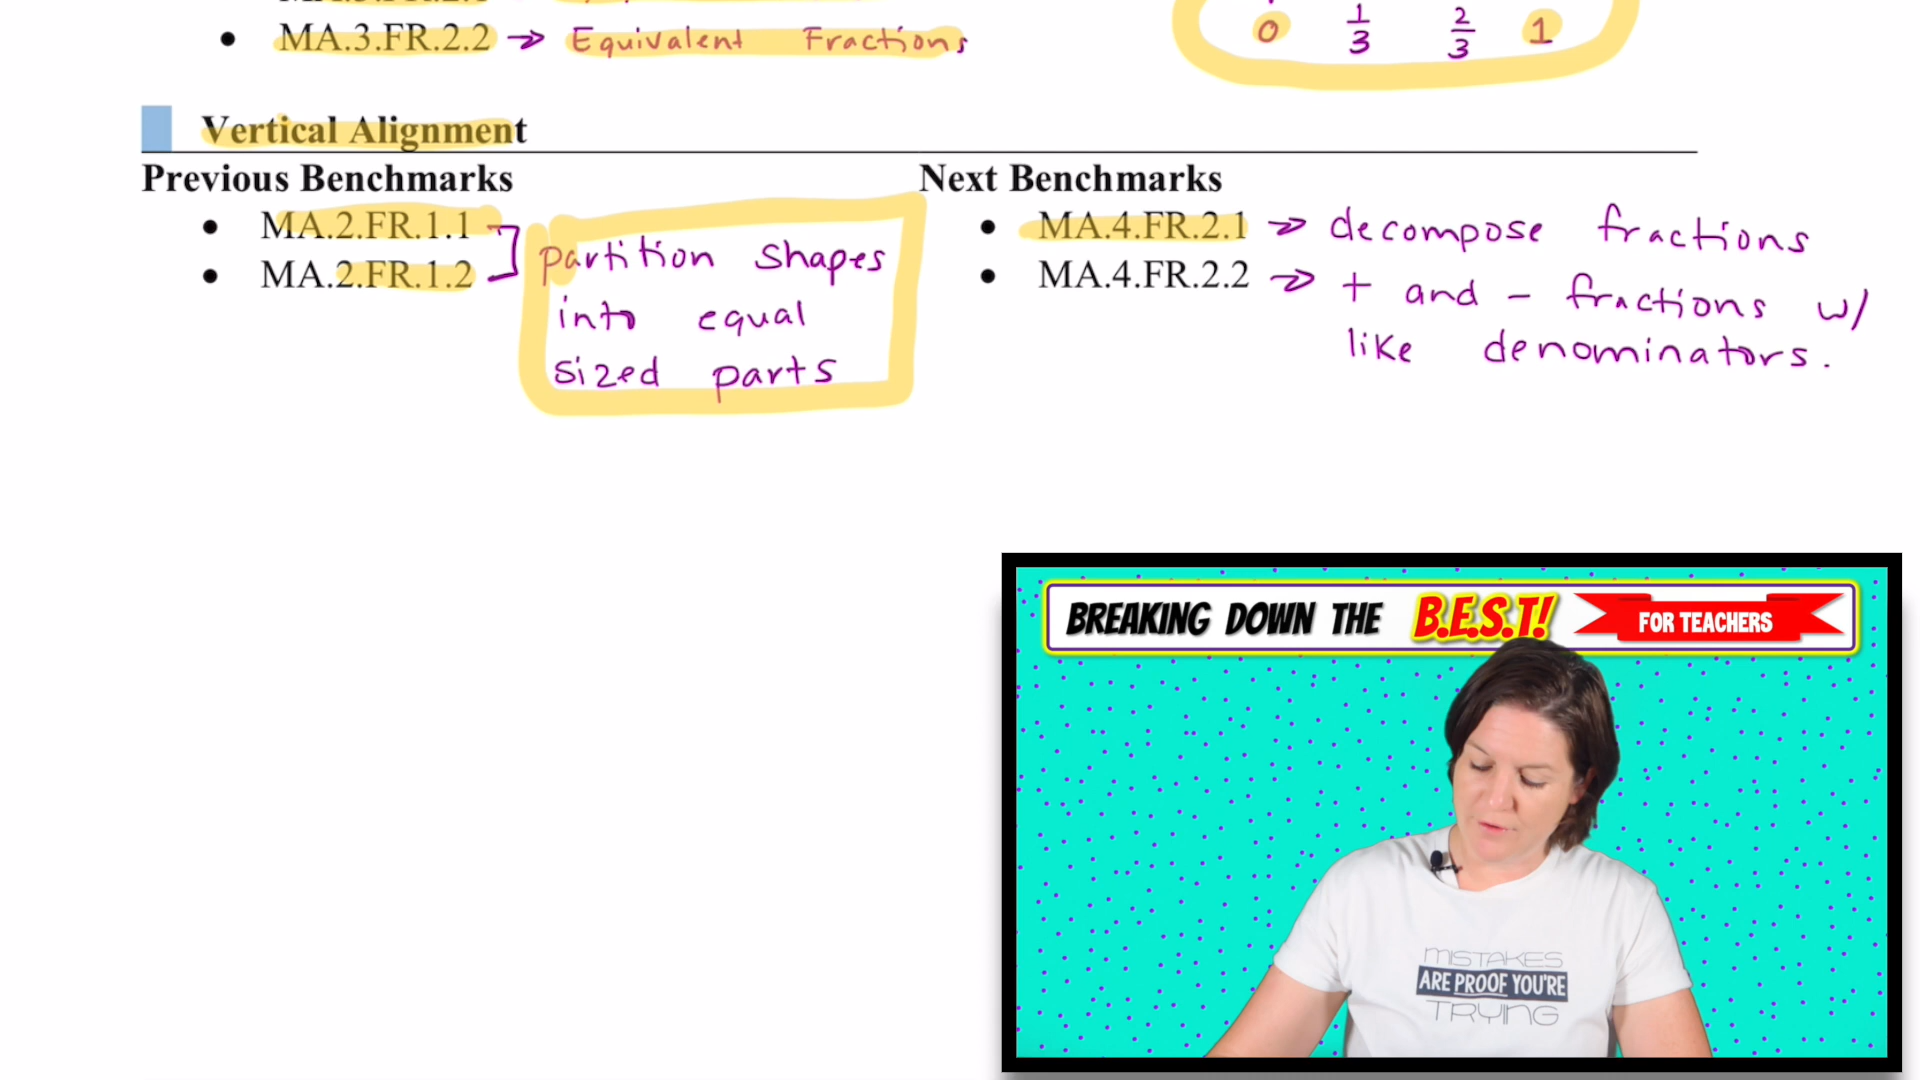 MA.3.FR.2.2 → Equivalent Fractions
0 1/3 2/3 1
Vertical Alignment
Previous Benchmarks
MA.2.FR.1.1
MA.2.FR.1.2
partition shapes
into equal
sized parts
Next Benchmarks
MA.4.FR.2.1 → decompose fractions
MA.4.FR.2.2 → + and - fractions w/
like denominators.
BREAKING DOWN THE B.E.S.T! FOR TEACHERS
MISTAKES
ARE PROOF YOU'RE
TRYING